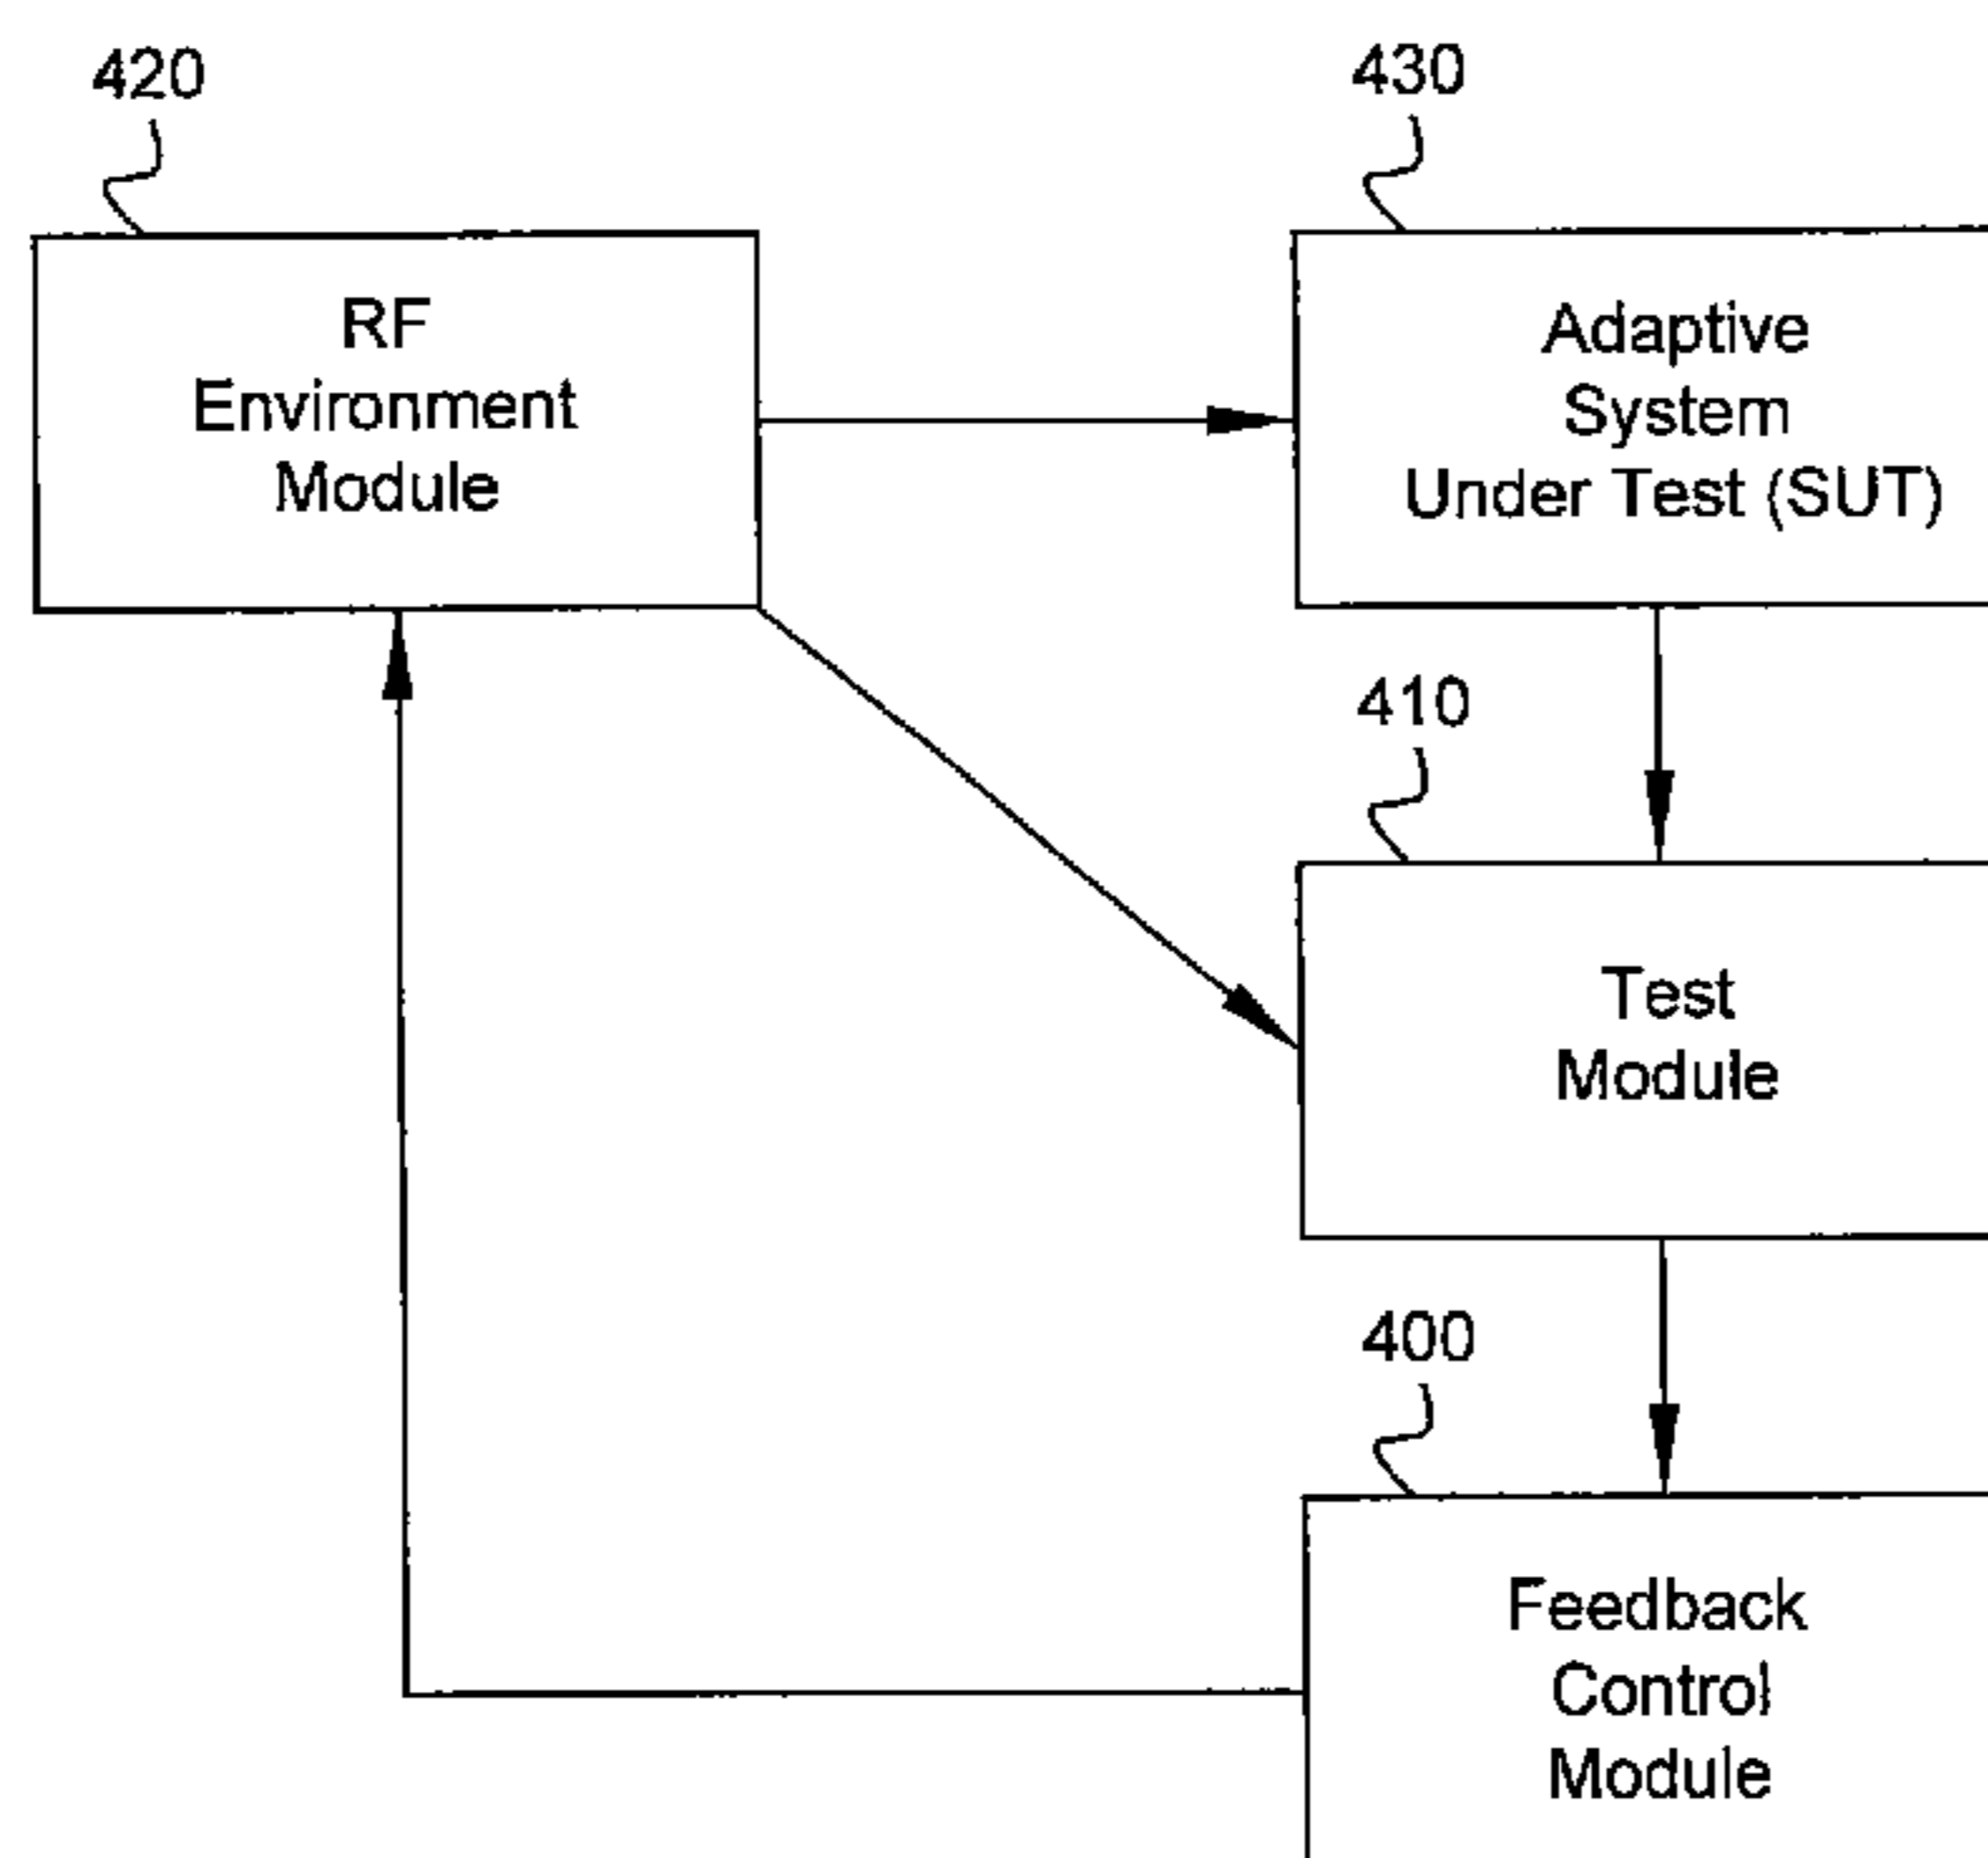 420
RF
Environment
Module
430
Adaptive
System
Under Test (SUT)
410
Test
Module
400
Feedback
Control
Module